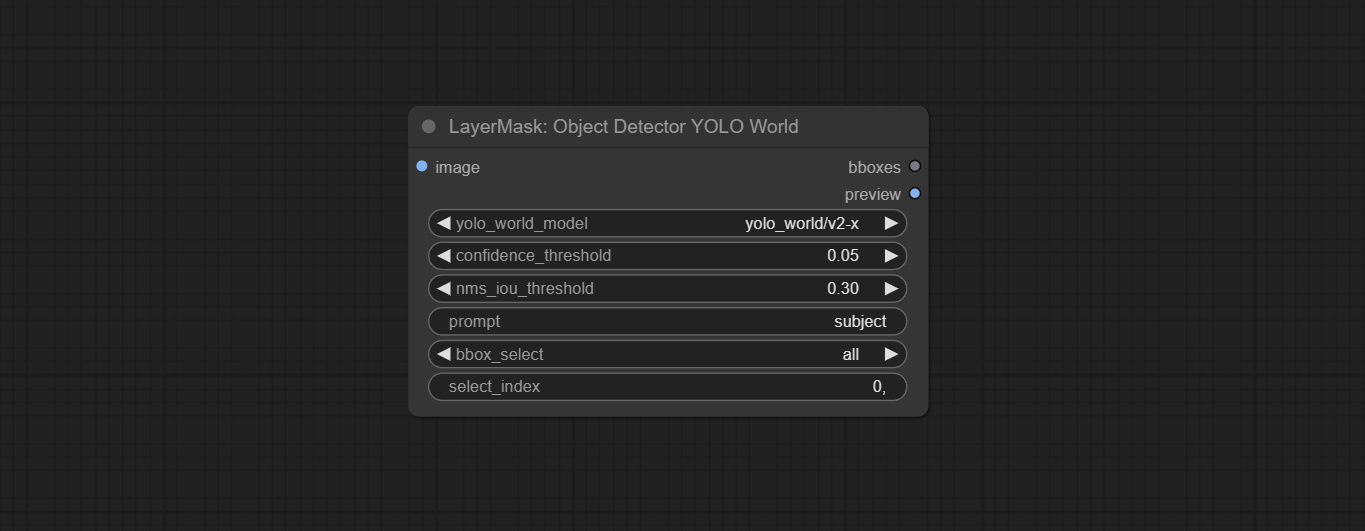 LayerMask: Object Detector YOLO World
image bboxes
preview
yolo_world_model yolo_world/v2-x
confidence_threshold 0.05
nms_iou_threshold 0.30
prompt subject
bbox_select all
select_index 0,